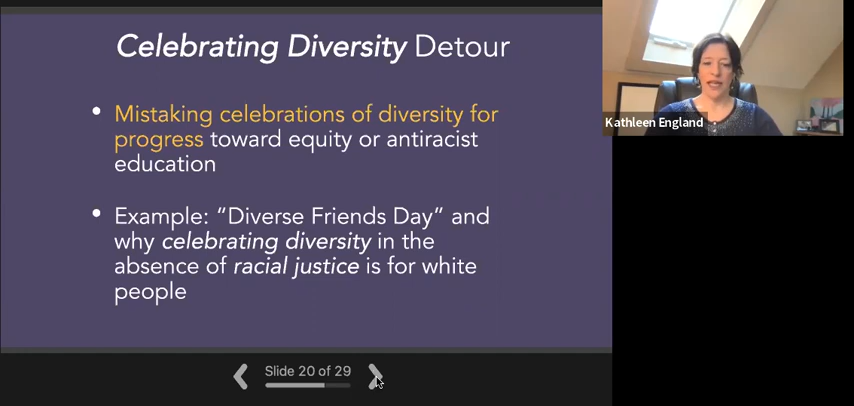 Celebrating Diversity Detour
• Mistaking celebrations of diversity for
progress toward equity or antiracist
education
• Example: “Diverse Friends Day” and
why celebrating diversity in the
absence of racial justice is for white
people
Slide 20 of 29
Kathleen England